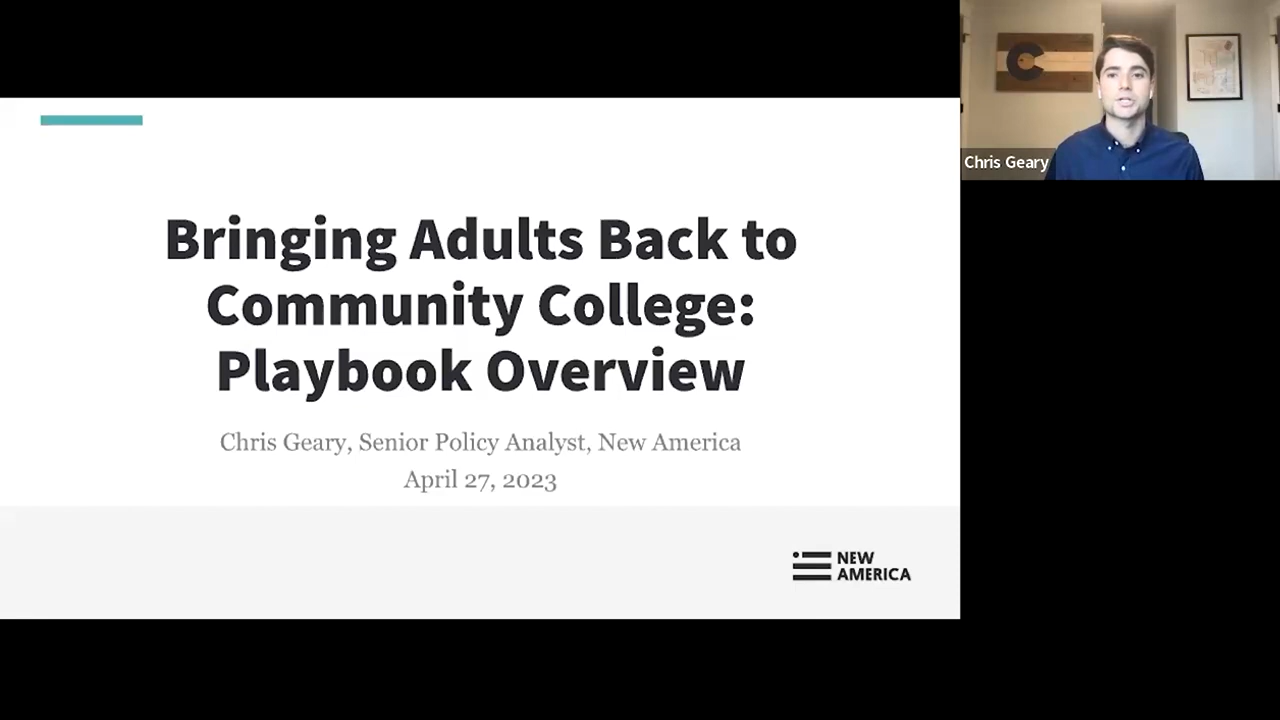 Bringing Adults Back to
Community College:
Playbook Overview
Chris Geary, Senior Policy Analyst, New America
April 27, 2023
NEW
AMERICA
Chris Geary